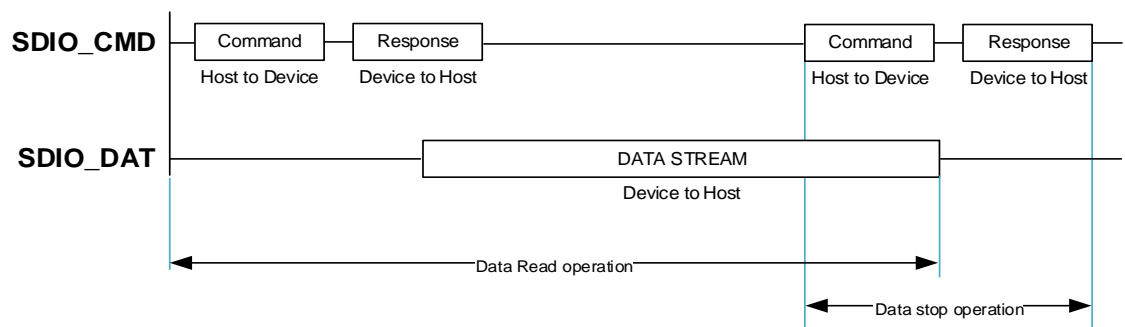 SDIO_CMD
Command
Response
Command
Response
Host to Device
Device to Host
Host to Device
Device to Host
SDIO_DAT
DATA STREAM
Device to Host
Data Read operation
Data stop operation